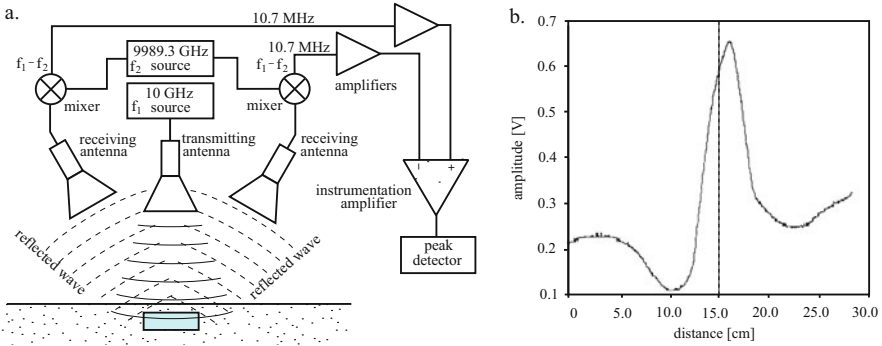 a.
10.7 MHz
f₁-f₂
9989.3 GHz
f₂ source
10.7 MHz
f₁-f₂
amplifiers
mixer
10 GHz
f₁ source
mixer
receiving
antenna
transmitting
antenna
receiving
antenna
- +
instrumentation
amplifier
peak
detector
reflected wave
reflected wave
b.
0.7
0.6
0.5
0.4
0.3
0.2
0.1
amplitude [V]
0 5.0 10.0 15.0 20.0 25.0 30.0
distance [cm]